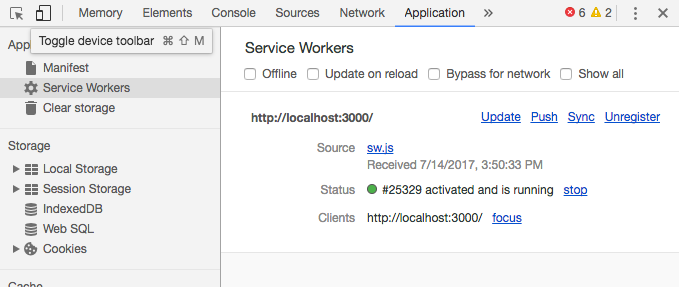 Memory Elements Console Sources Network Application » 6 2
Toggle device toolbar ⌘ ⇧ M
App
Manifest
Service Workers
Clear storage
Storage
Local Storage
Session Storage
IndexedDB
Web SQL
Cookies
Cache
Service Workers
Offline Update on reload Bypass for network Show all
http://localhost:3000/ Update Push Sync Unregister
Source sw.js
Received 7/14/2017, 3:50:33 PM
Status #25329 activated and is running stop
Clients http://localhost:3000/ focus